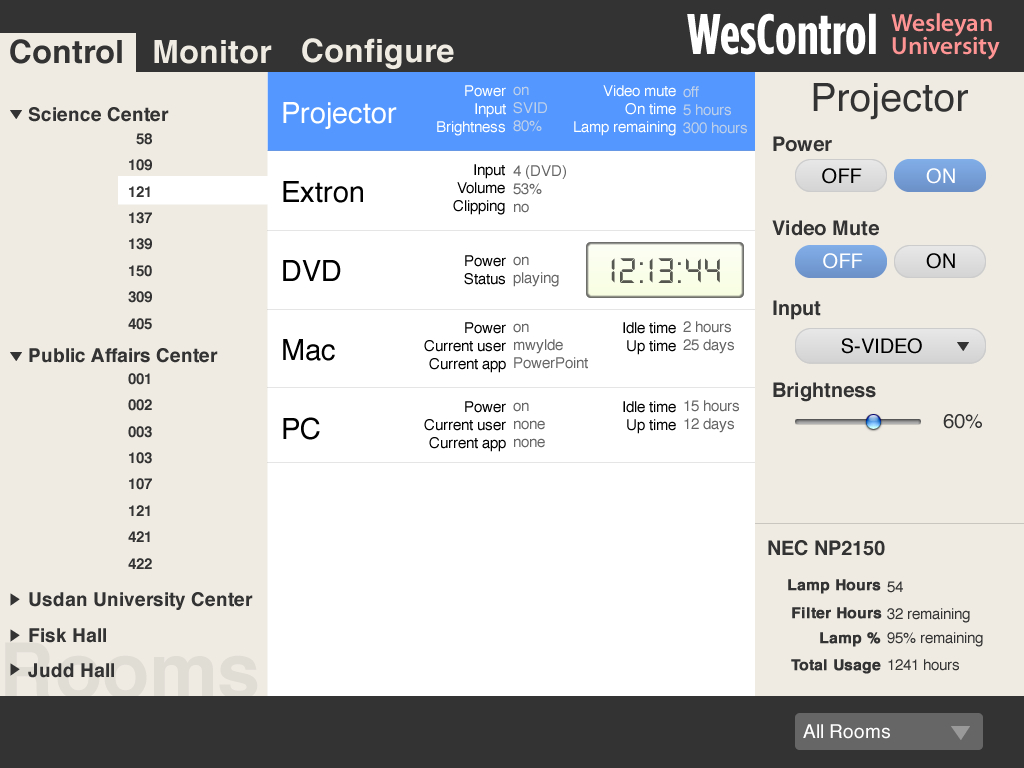 Control Monitor Configure
WesControl
Wesleyan
University
Science Center
58
109
121
137
139
150
309
405
Public Affairs Center
001
002
003
103
107
121
421
422
Usdan University Center
Fisk Hall
Judd Hall
Rooms
Projector
Power on
Input SVID
Brightness 80%
Video mute off
On time 5 hours
Lamp remaining 300 hours
Extron
Input 4 (DVD)
Volume 53%
Clipping no
DVD
Power on
Status playing
12:13:44
Mac
Power on
Current user mwylde
Current app PowerPoint
Idle time 2 hours
Up time 25 days
PC
Power on
Current user none
Current app none
Idle time 15 hours
Up time 12 days
Projector
Power
OFF ON
Video Mute
OFF ON
Input
S-VIDEO
Brightness
60%
NEC NP2150
Lamp Hours 54
Filter Hours 32 remaining
Lamp % 95% remaining
Total Usage 1241 hours
All Rooms